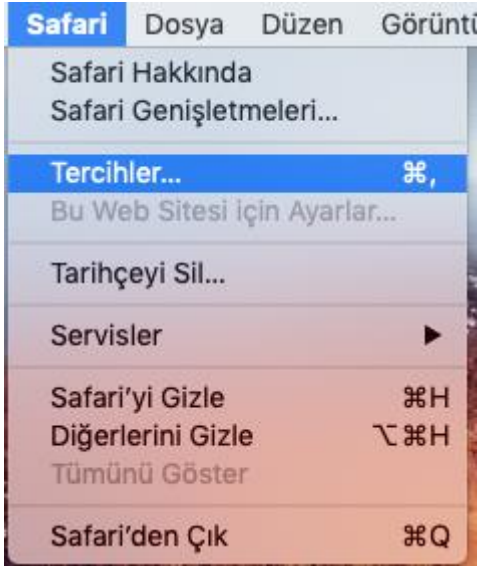 Safari Dosya Düzen Görüntü
Safari Hakkında
Safari Genişletmeleri...
Tercihler... ⌘,
Bu Web Sitesi için Ayarlar...
Tarihçeyi Sil...
Servisler ▶
Safari’yi Gizle ⌘H
Diğerlerini Gizle ⌥⌘H
Tümünü Göster
Safari’den Çık ⌘Q